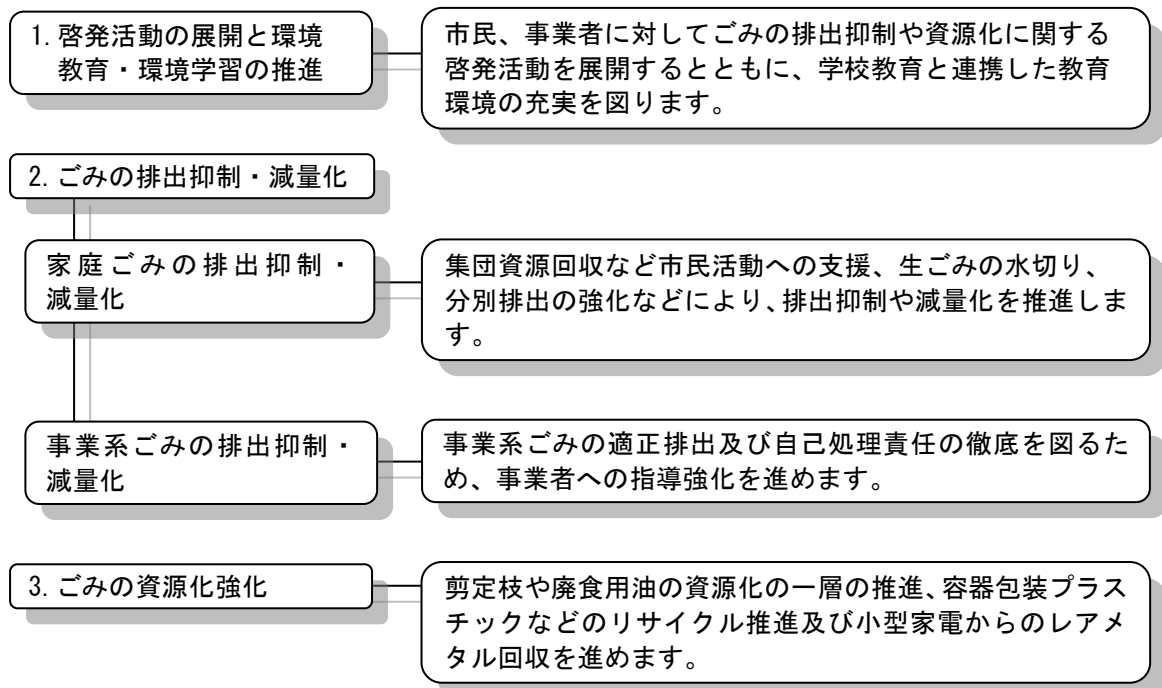 1. 啓発活動の展開と環境
教育・環境学習の推進
市民、事業者に対してごみの排出抑制や資源化に関する
啓発活動を展開するとともに、学校教育と連携した教育
環境の充実を図ります。
2. ごみの排出抑制・減量化
家庭ごみの排出抑制・
減量化
集団資源回収など市民活動への支援、生ごみの水切り、
分別排出の強化などにより、排出抑制や減量化を推進しま
す。
事業系ごみの排出抑制・
減量化
事業系ごみの適正排出及び自己処理責任の徹底を図るた
め、事業者への指導強化を進めます。
3. ごみの資源化強化
剪定枝や廃食用油の資源化の一層の推進、容器包装プラス
チックなどのリサイクル推進及び小型家電からのレアメ
タル回収を進めます。